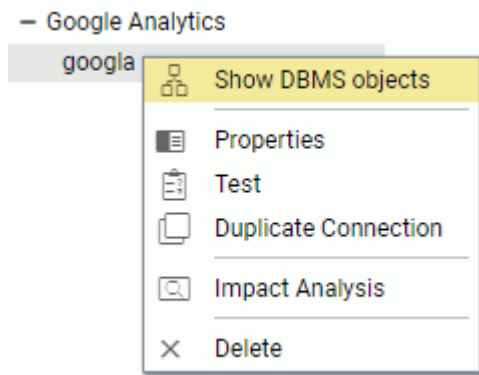 Google Analytics
googla
Show DBMS objects
Properties
Test
Duplicate Connection
Impact Analysis
Delete